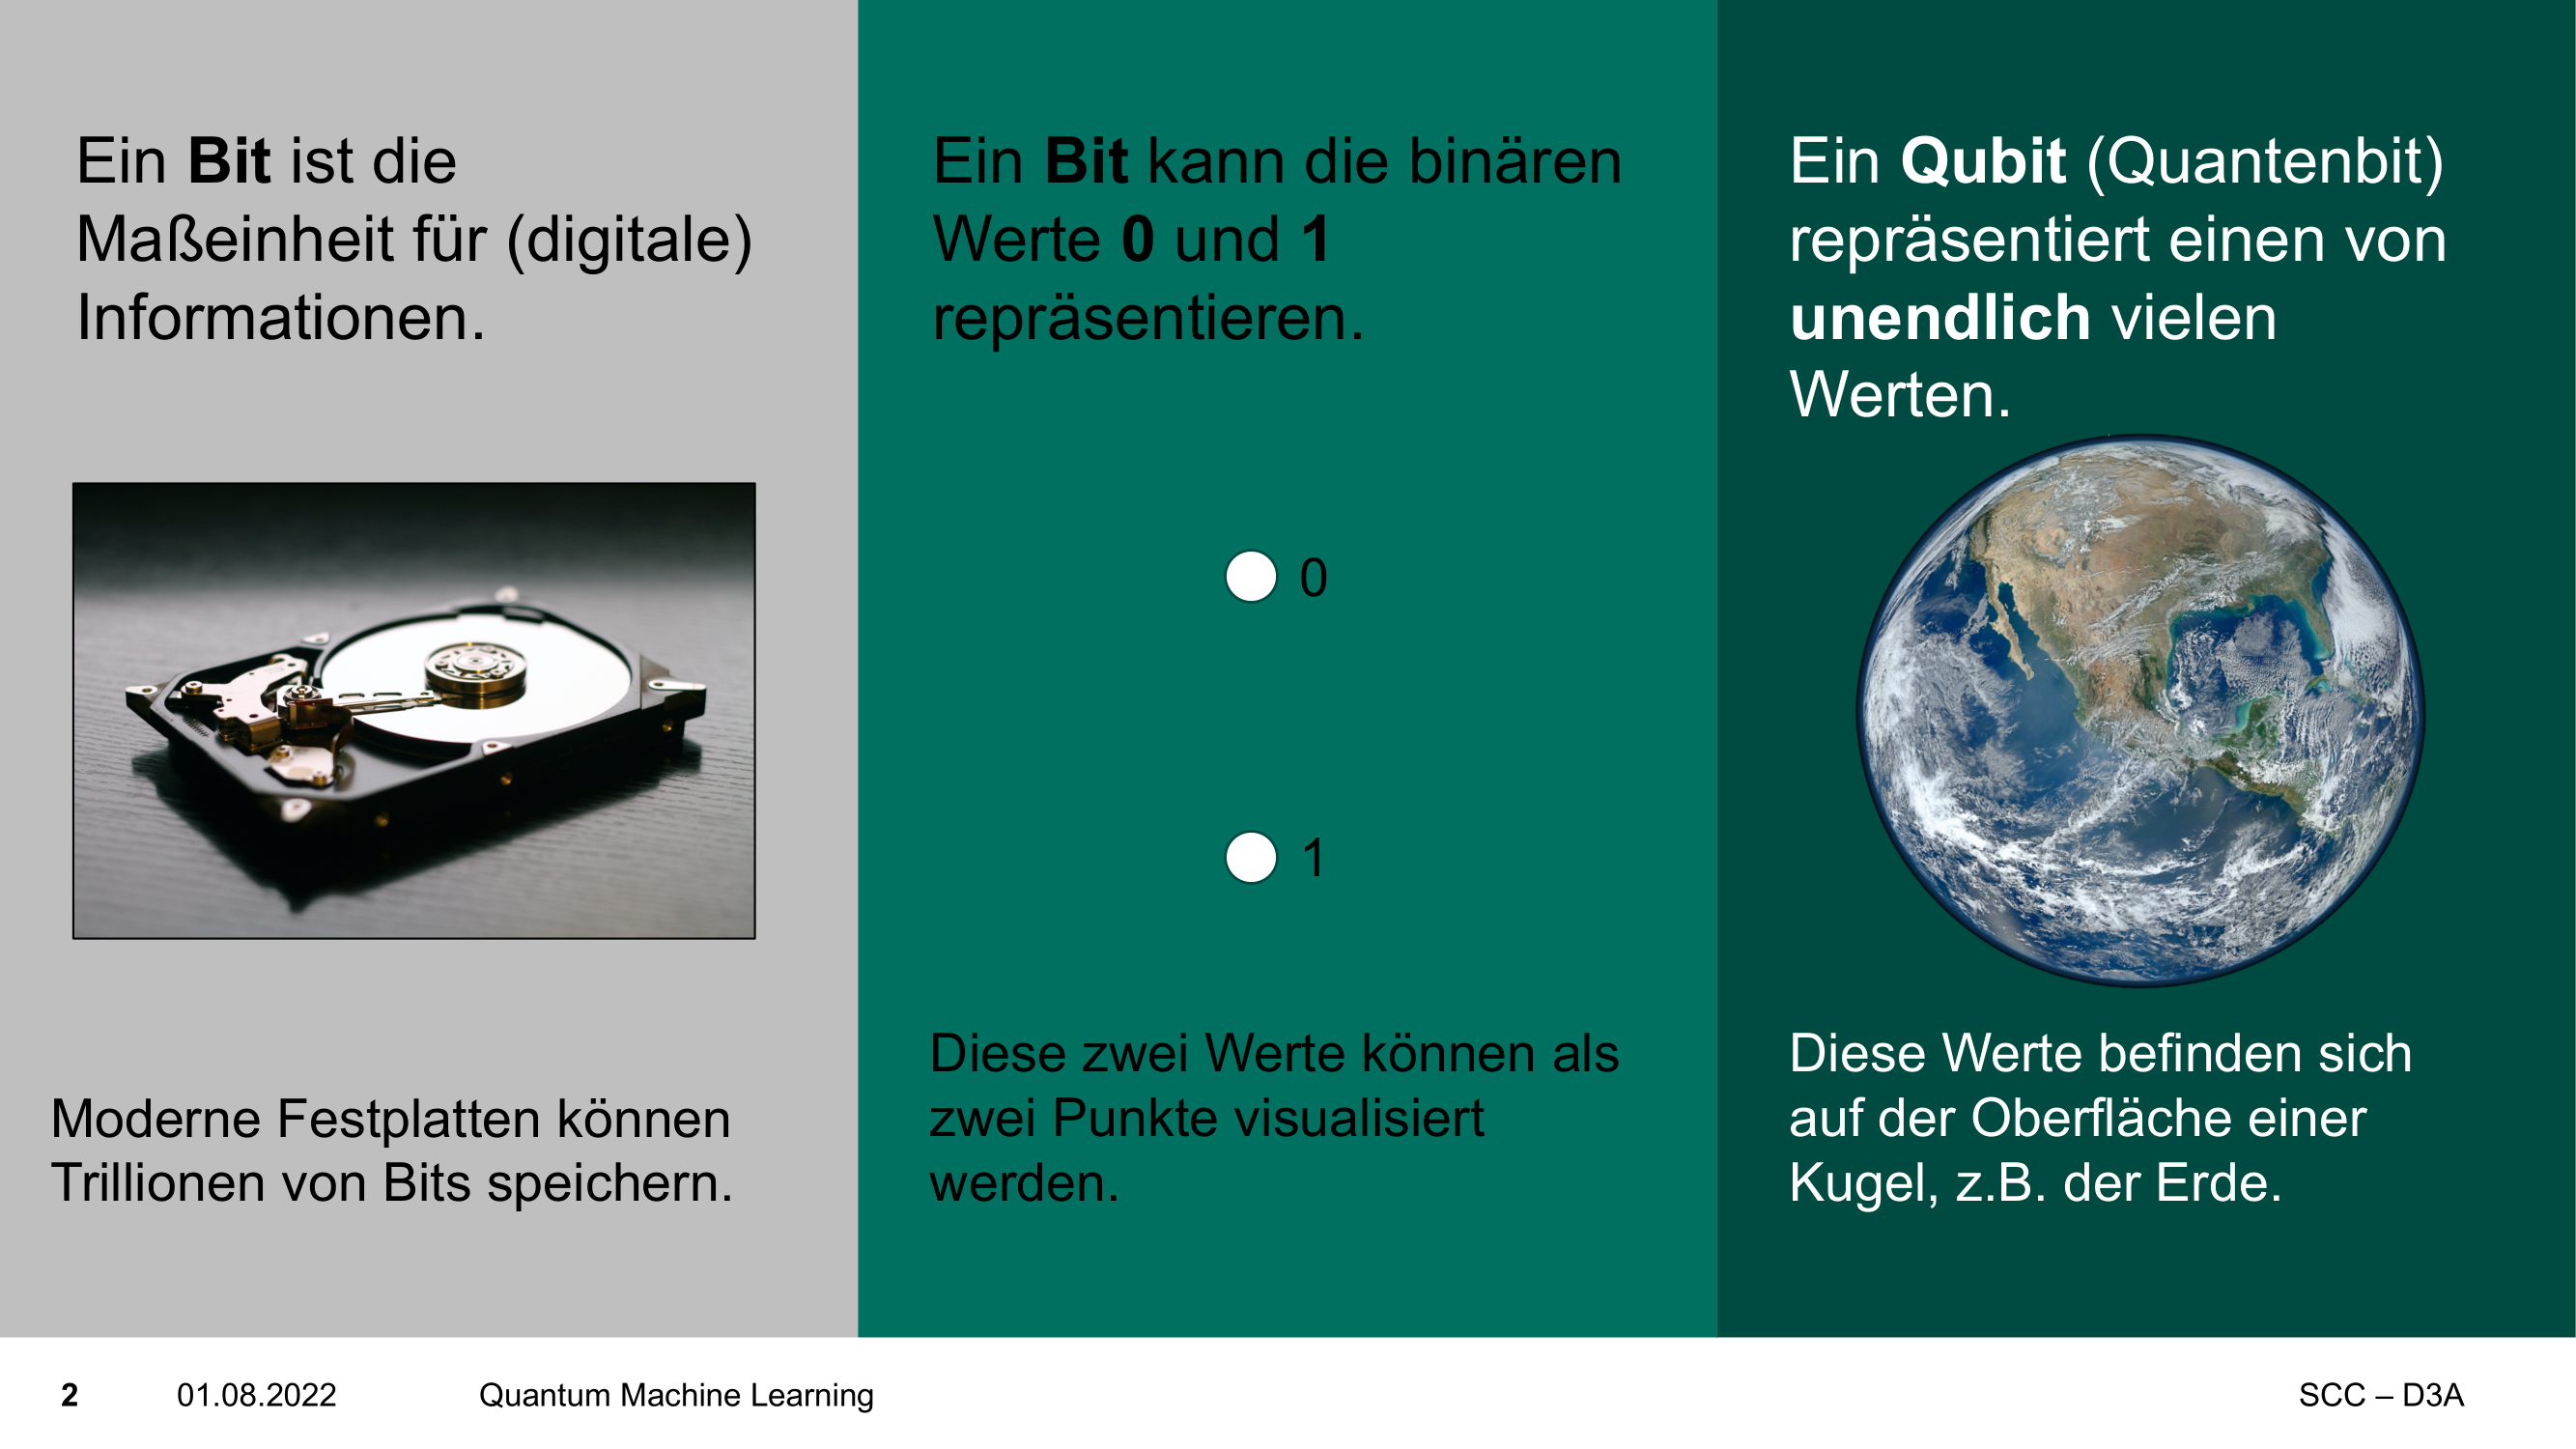 Ein Bit ist die
Maßeinheit für (digitale)
Informationen.
Moderne Festplatten können
Trillionen von Bits speichern.
Ein Bit kann die binären
Werte 0 und 1
repräsentieren.
0
1
Diese zwei Werte können als
zwei Punkte visualisiert
werden.
Ein Qubit (Quantenbit)
repräsentiert einen von
unendlich vielen
Werten.
Diese Werte befinden sich
auf der Oberfläche einer
Kugel, z.B. der Erde.
2 01.08.2022 Quantum Machine Learning SCC – D3A